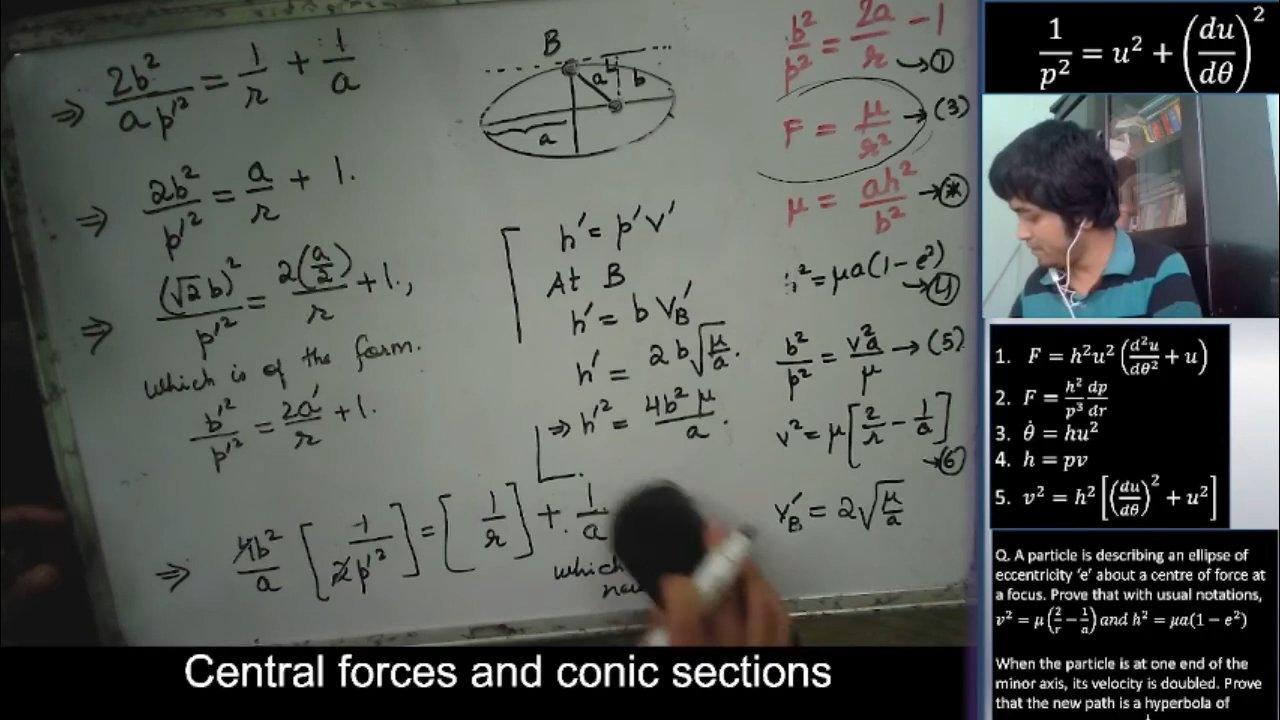 ⇒ 2b²/(a p'²) = 1/r + 1/a
⇒ 2b²/p'² = a/r + 1.
⇒ (√2 b)²/p'² = 2(a/2)/r + 1.,
which is of the form.
b'²/p'² = 2a'/r + 1.
⇒ 4b²/a [1/(2p'²)] = [1/r] + 1/a
which
B
a
b
a
h' = p'v'
At B
h' = b v_B'
h' = 2b√(μ/a).
⇒ h'² = 4b²μ/a.
b²/p² = 2a/r - 1
→ ①
F = μ/r² → (3)
μ = ah²/b² → ⊛
h² = μa(1-e²)
→ (4)
b²/p² = v²a/μ → (5)
v² = μ[2/r - 1/a]
→ (6)
v_B' = 2√(μ/a)
1/p² = u² + (du/dθ)²
1. F = h²u² (d²u/dθ² + u)
2. F = h²/p³ dp/dr
3. θ̇ = hu²
4. h = pv
5. v² = h² [(du/dθ)² + u²]
Q. A particle is describing an ellipse of
eccentricity 'e' about a centre of force at
a focus. Prove that with usual notations,
v² = μ(2/r - 1/a) and h² = μa(1 - e²)
When the particle is at one end of the
minor axis, its velocity is doubled. Prove
that the new path is a hyperbola of
Central forces and conic sections